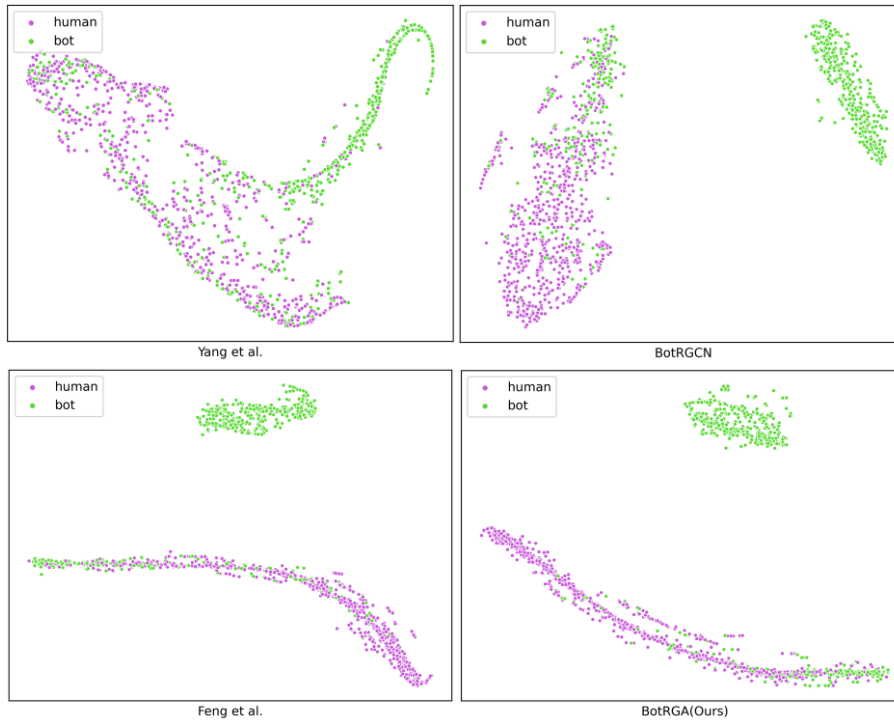 human
bot
Yang et al.
human
bot
BotRGCN
human
bot
Feng et al.
human
bot
BotRGA(Ours)